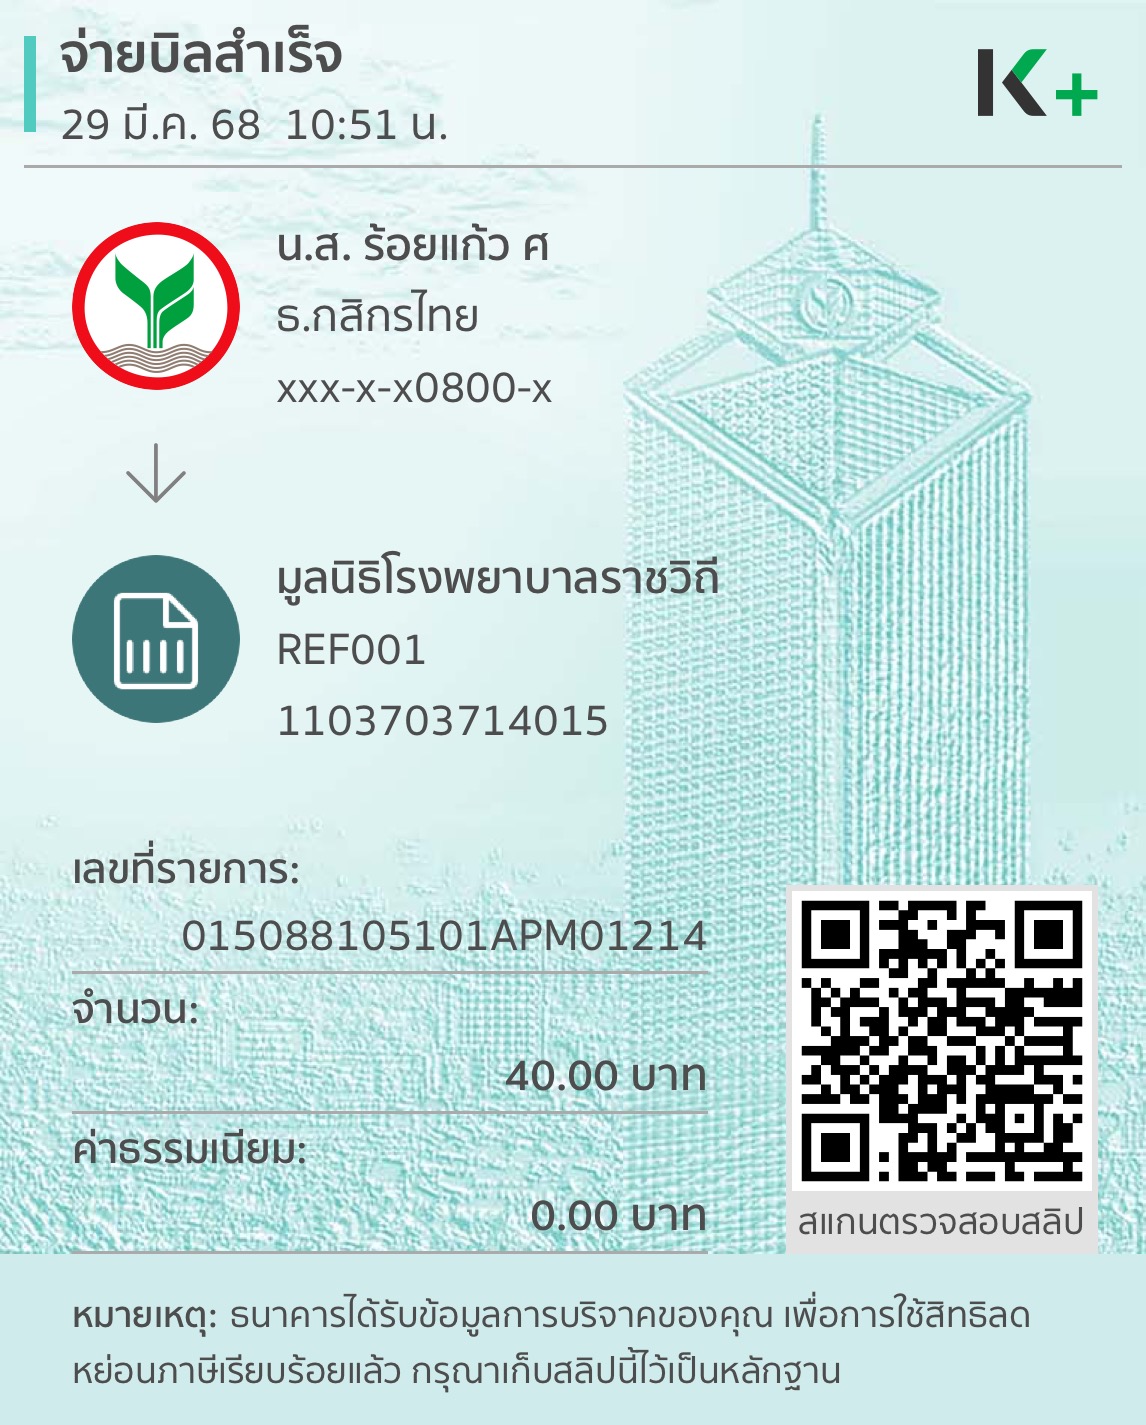 จ่ายบิลสำเร็จ
29 มี.ค. 68 10:51 น.
K+
น.ส. ร้อยแก้ว ศ
ธ.กสิกรไทย
xxx-x-x0800-x
มูลนิธิโรงพยาบาลราชวิถี
REF001
1103703714015
เลขที่รายการ:
015088105101APM01214
จำนวน:
40.00 บาท
ค่าธรรมเนียม:
0.00 บาท
สแกนตรวจสอบสลิป
หมายเหตุ: ธนาคารได้รับข้อมูลการบริจาคของคุณ เพื่อการใช้สิทธิลด
หย่อนภาษีเรียบร้อยแล้ว กรุณาเก็บสลิปนี้ไว้เป็นหลักฐาน